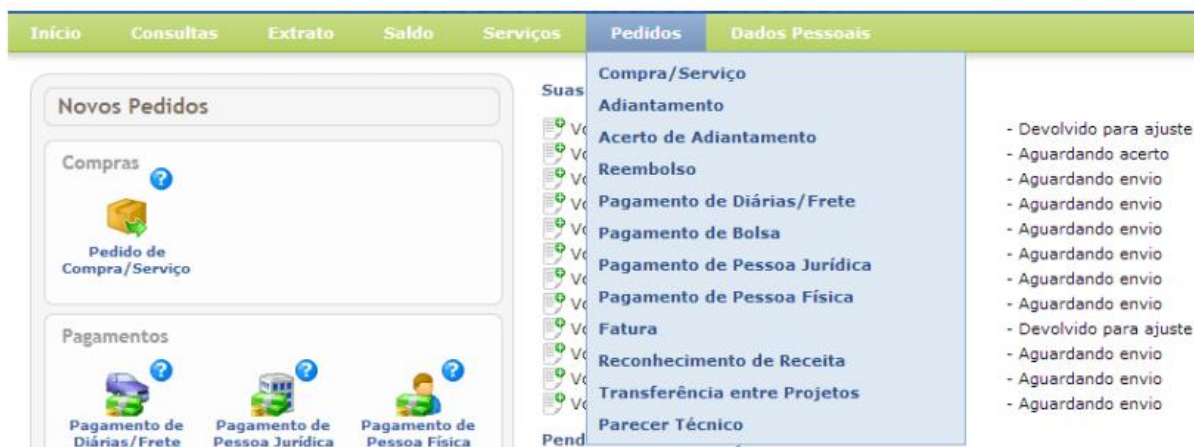 Início Consultas Extrato Saldo Serviços Pedidos Dados Pessoais
Compra/Serviço
Adiantamento
Acerto de Adiantamento
Reembolso
Pagamento de Diárias/Frete
Pagamento de Bolsa
Pagamento de Pessoa Jurídica
Pagamento de Pessoa Física
Fatura
Reconhecimento de Receita
Transferência entre Projetos
Parecer Técnico
Novos Pedidos
Compras
Pedido de
Compra/Serviço
Pagamentos
Pagamento de
Diárias/Frete
Pagamento de
Pessoa Jurídica
Pagamento de
Pessoa Física
Suas
- Devolvido para ajuste
- Aguardando acerto
- Aguardando envio
- Aguardando envio
- Aguardando envio
- Aguardando envio
- Aguardando envio
- Aguardando envio
- Devolvido para ajuste
- Aguardando envio
- Aguardando envio
- Aguardando envio
Pend